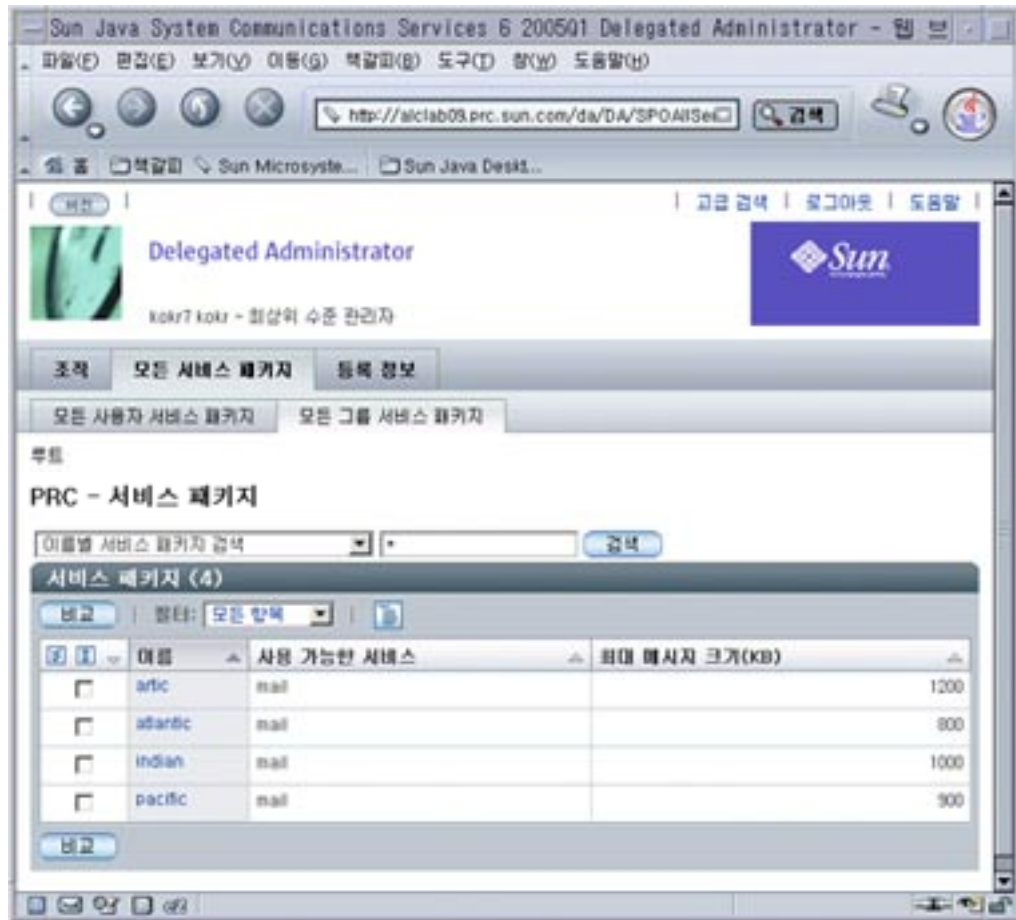 Sun Java System Communications Services 6 2005Q1 Delegated Administrator - 웹 브
파일(F) 편집(E) 보기(V) 이동(G) 책갈피(B) 도구(T) 창(W) 도움말(H)
http://alclab09.prc.sun.com/da/DA/SPOAllSe 검색
홈 책갈피 Sun Microsyste... Sun Java Deskt...
버전 고급 검색 로그아웃 도움말
Delegated Administrator
Sun
kokr7 kokr - 최상위 수준 관리자
조직 모든 서비스 패키지 등록 정보
모든 사용자 서비스 패키지 모든 그룹 서비스 패키지
루트
PRC - 서비스 패키지
이름별 서비스 패키지 검색 * 검색
서비스 패키지 (4)
비교 필터: 모든 항목
이름 사용 가능한 서비스 최대 메시지 크기(KB)
artic mail 1200
atlantic mail 800
indian mail 1000
pacific mail 900
비교